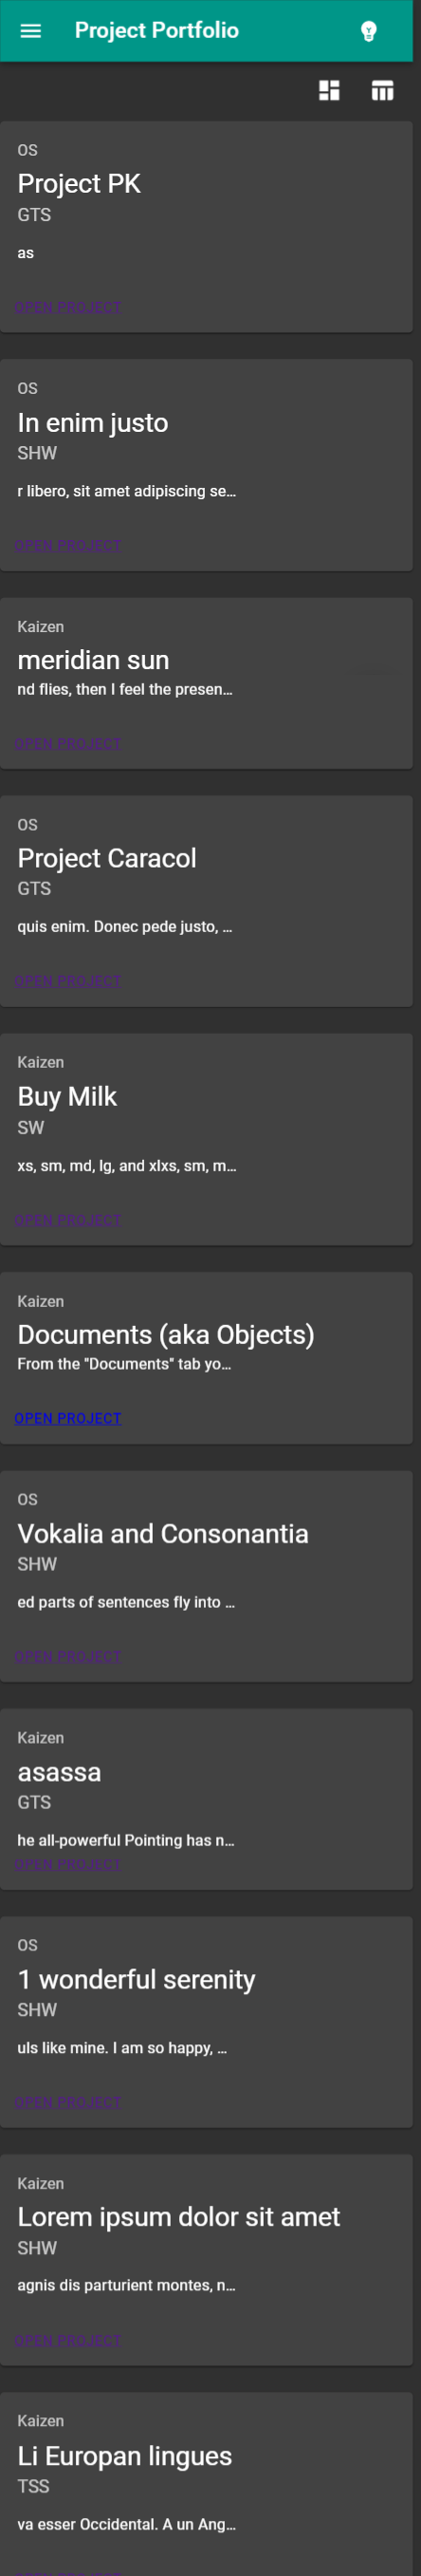 Project Portfolio
OS
Project PK
GTS
as
OPEN PROJECT
OS
In enim justo
SHW
r libero, sit amet adipiscing se...
OPEN PROJECT
Kaizen
meridian sun
nd flies, then I feel the presen...
OPEN PROJECT
OS
Project Caracol
GTS
quis enim. Donec pede justo, ...
OPEN PROJECT
Kaizen
Buy Milk
SW
xs, sm, md, lg, and xlxs, sm, m...
OPEN PROJECT
Kaizen
Documents (aka Objects)
From the "Documents" tab yo...
OPEN PROJECT
OS
Vokalia and Consonantia
SHW
ed parts of sentences fly into ...
OPEN PROJECT
Kaizen
asassa
GTS
he all-powerful Pointing has n...
OPEN PROJECT
OS
1 wonderful serenity
SHW
uls like mine. I am so happy, ...
OPEN PROJECT
Kaizen
Lorem ipsum dolor sit amet
SHW
agnis dis parturient montes, n...
OPEN PROJECT
Kaizen
Li Europan lingues
TSS
va esser Occidental. A un Ang...